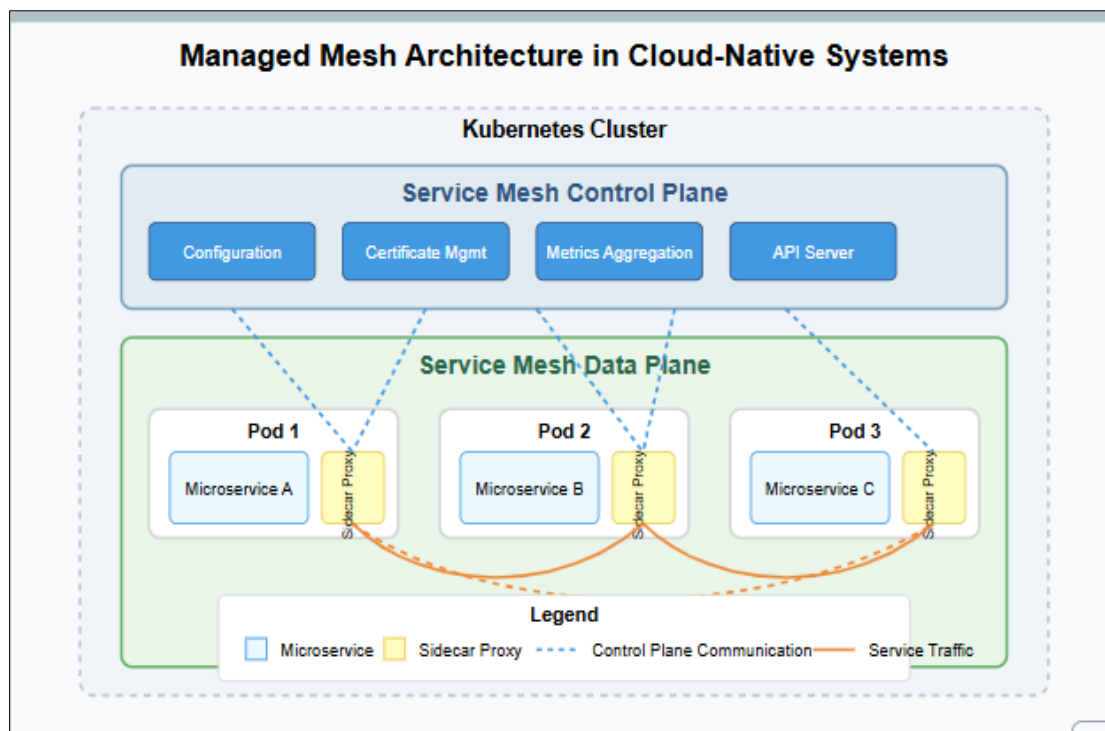 Managed Mesh Architecture in Cloud-Native Systems
Kubernetes Cluster
Service Mesh Control Plane
Configuration
Certificate Mgmt
Metrics Aggregation
API Server
Service Mesh Data Plane
Pod 1
Microservice A
Sidecar Proxy
Pod 2
Microservice B
Sidecar Proxy
Pod 3
Microservice C
Sidecar Proxy
Legend
Microservice
Sidecar Proxy
Control Plane Communication
Service Traffic